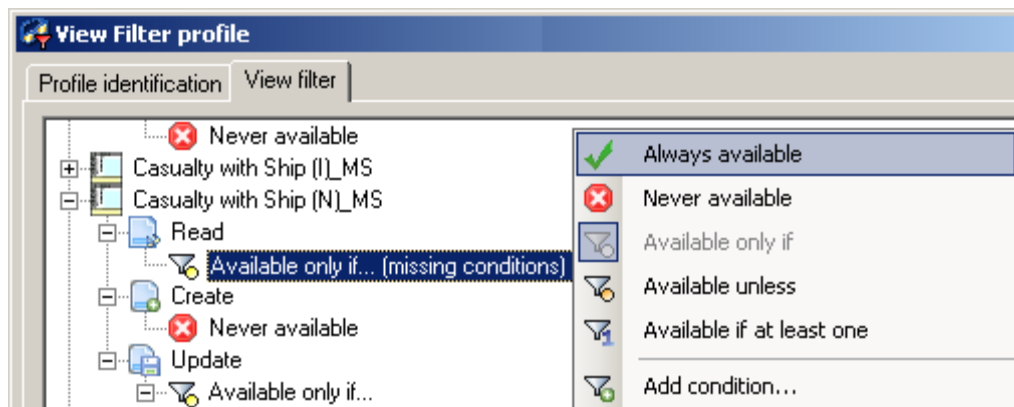 View Filter profile
Profile identification
View filter
Never available
Casualty with Ship (I)_MS
Casualty with Ship (N)_MS
Read
Available only if... (missing conditions)
Create
Never available
Update
Available only if...
Always available
Never available
Available only if
Available unless
Available if at least one
Add condition...